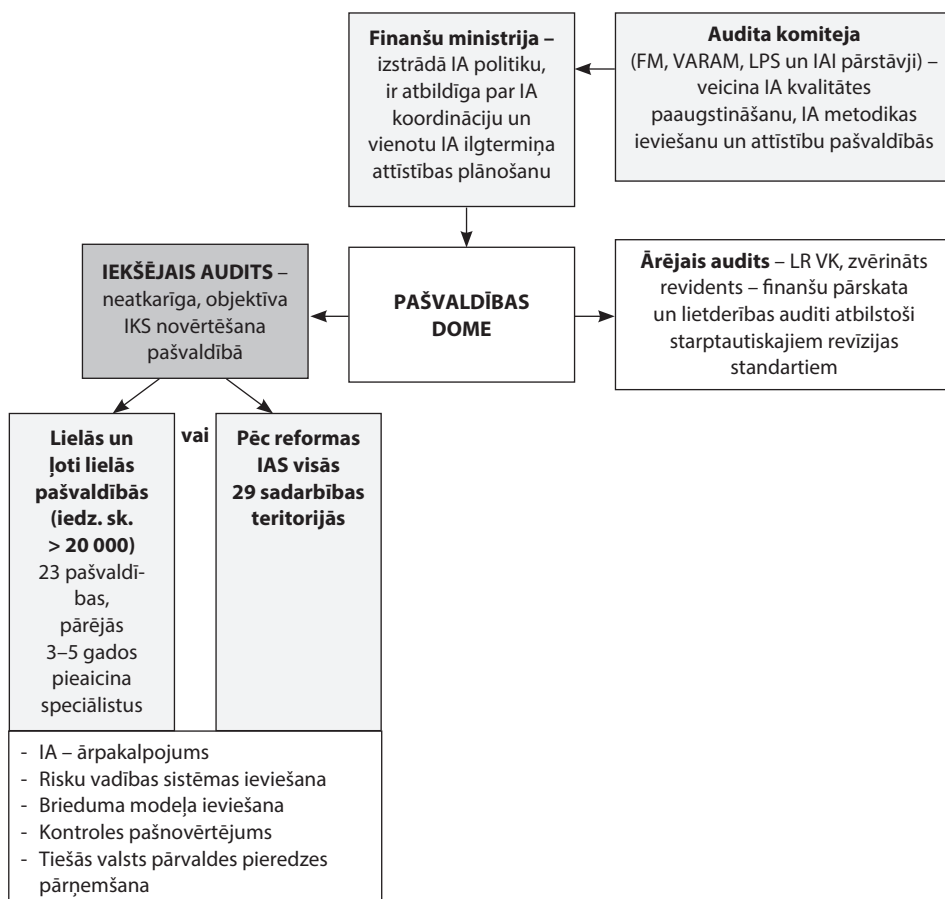 Finanšu ministrija –
izstrādā IA politiku,
ir atbildīga par IA
koordināciju un
vienotu IA ilgtermiņa
attīstības plānošanu
Audita komiteja
(FM, VARAM, LPS un IAI pārstāvji) –
veicina IA kvalitātes
paaugstināšanu, IA metodikas
ieviešanu un attīstību pašvaldībās
IEKŠĒJAIS AUDITS –
neatkarīga, objektīva
IKS novērtēšana
pašvaldībā
PAŠVALDĪBAS
DOME
Ārējais audits – LR VK, zvērināts
revidents – finanšu pārskata
un lietderības auditi atbilstoši
starptautiskajiem revīzijas
standartiem
Lielās un
ļoti lielās
pašvaldībās
(iedz. sk.
> 20 000)
23 pašvaldī-
bas,
pārējās
3–5 gados
pieaicina
speciālistus
vai
Pēc reformas
IAS visās
29 sadarbības
teritorijās
- IA – ārpakalpojums
- Risku vadības sistēmas ieviešana
- Brieduma modeļa ieviešana
- Kontroles pašnovērtējums
- Tiešās valsts pārvaldes pieredzes
pārņemšana